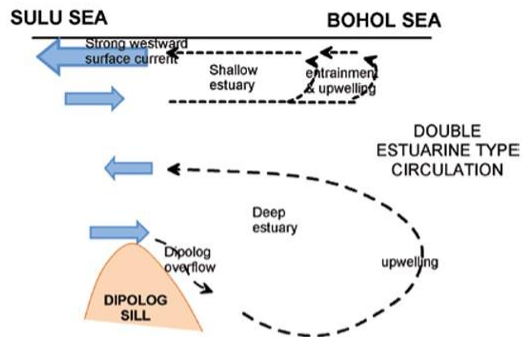 SULU SEA
BOHOL SEA
Strong westward
surface current
Shallow
estuary
entrainment
& upwelling
DOUBLE
ESTUARINE TYPE
CIRCULATION
Deep
estuary
Dipolog
overflow
upwelling
DIPOLOG
SILL